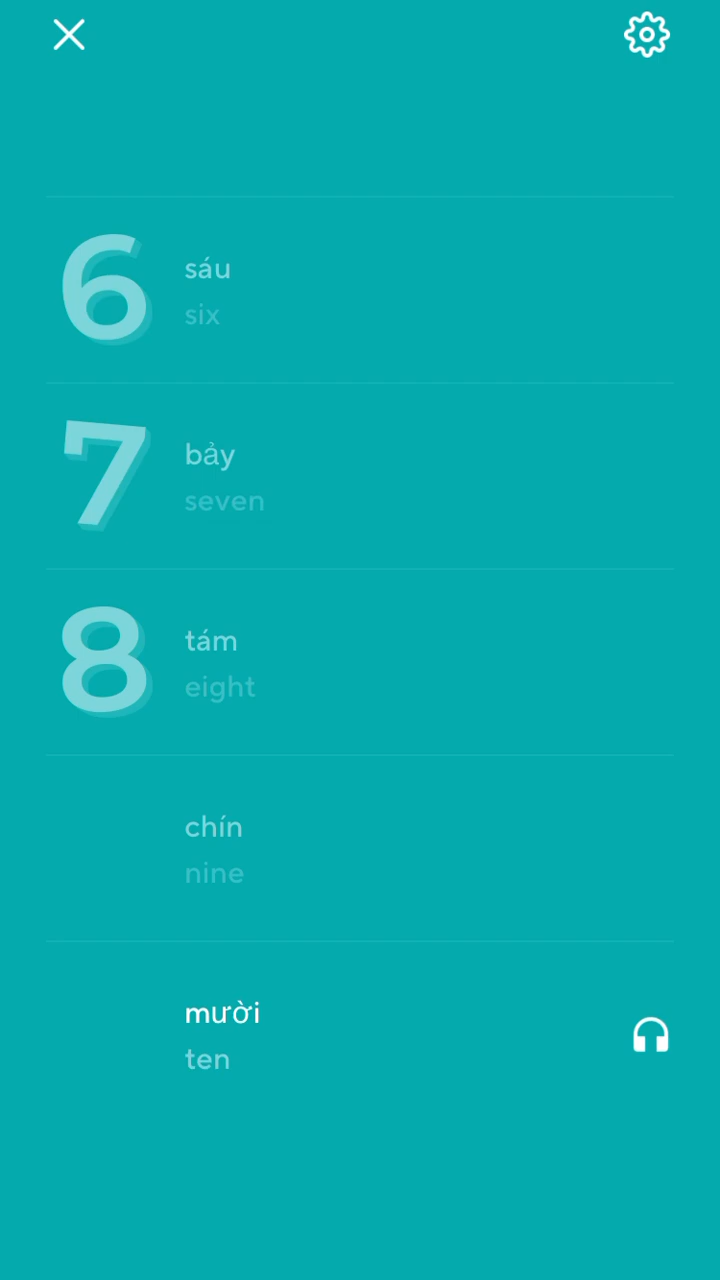 6
sáu
six
7
bảy
seven
8
tám
eight
chín
nine
mười
ten